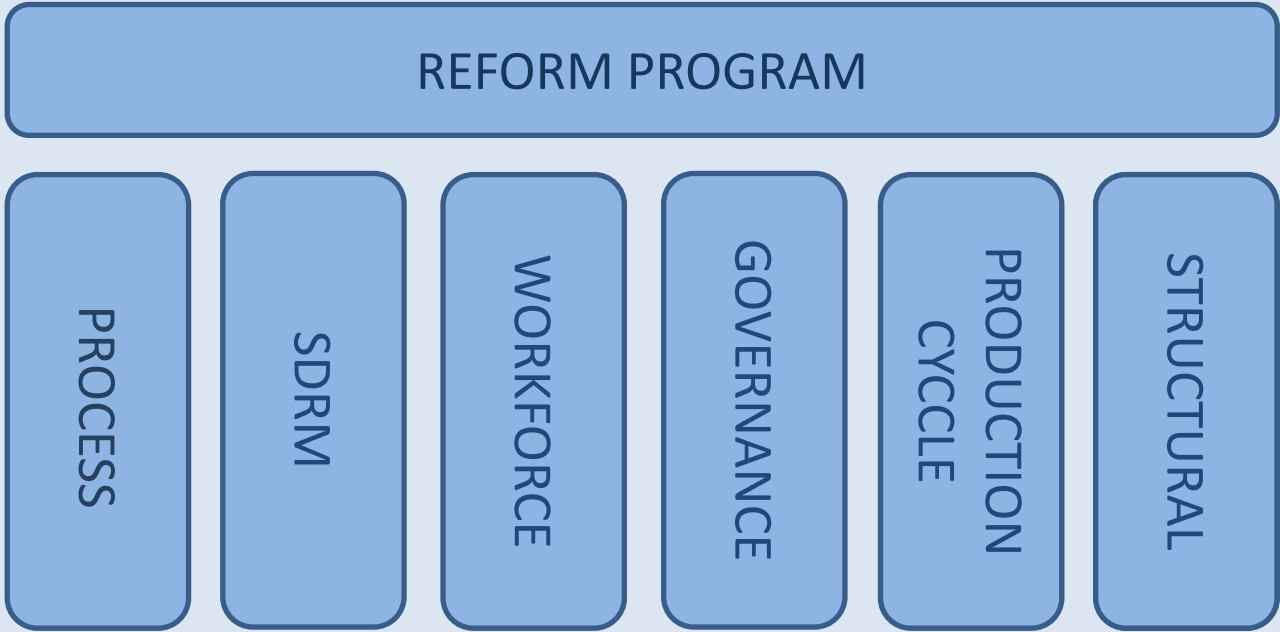 REFORM PROGRAM
PROCESS
SDRM
WORKFORCE
GOVERNANCE
PRODUCTION
CYCCLE
STRUCTURAL